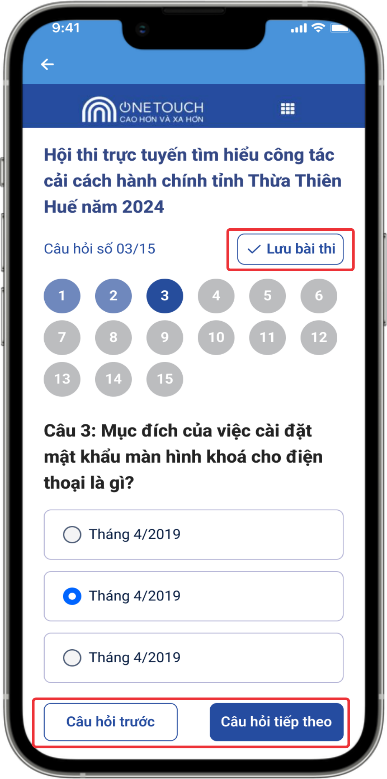 9:41
ONETOUCH
CAO HƠN VÀ XA HƠN
Hội thi trực tuyến tìm hiểu công tác
cải cách hành chính tỉnh Thừa Thiên
Huế năm 2024
Câu hỏi số 03/15
Lưu bài thi
1 2 3 4 5 6
7 8 9 10 11 12
13 14 15
Câu 3: Mục đích của việc cài đặt
mật khẩu màn hình khoá cho điện
thoại là gì?
Tháng 4/2019
Tháng 4/2019
Tháng 4/2019
Câu hỏi trước
Câu hỏi tiếp theo